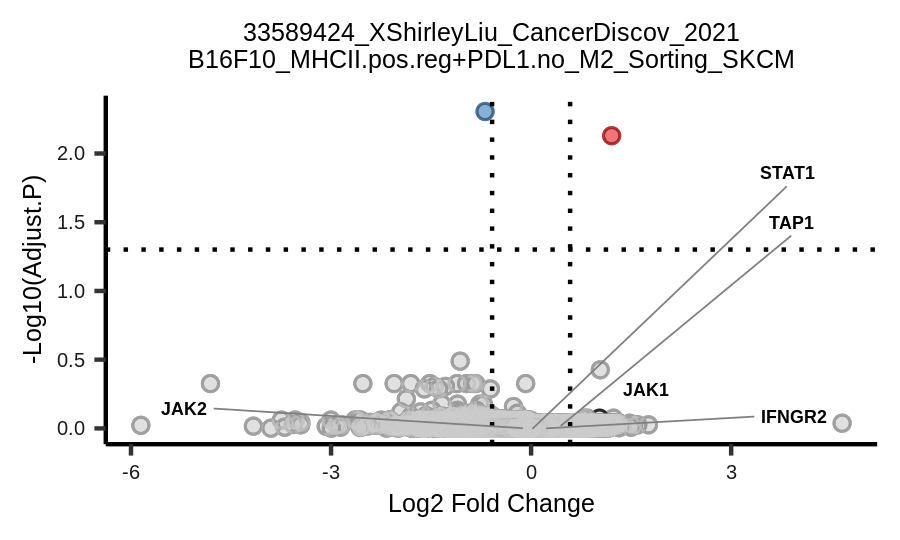 33589424_XShirleyLiu_CancerDiscov_2021
B16F10_MHCII.pos.reg+PDL1.no_M2_Sorting_SKCM
-Log10(Adjust.P)
2.0
1.5
1.0
0.5
0.0
STAT1
TAP1
JAK1
JAK2
IFNGR2
-6
-3
0
3
Log2 Fold Change